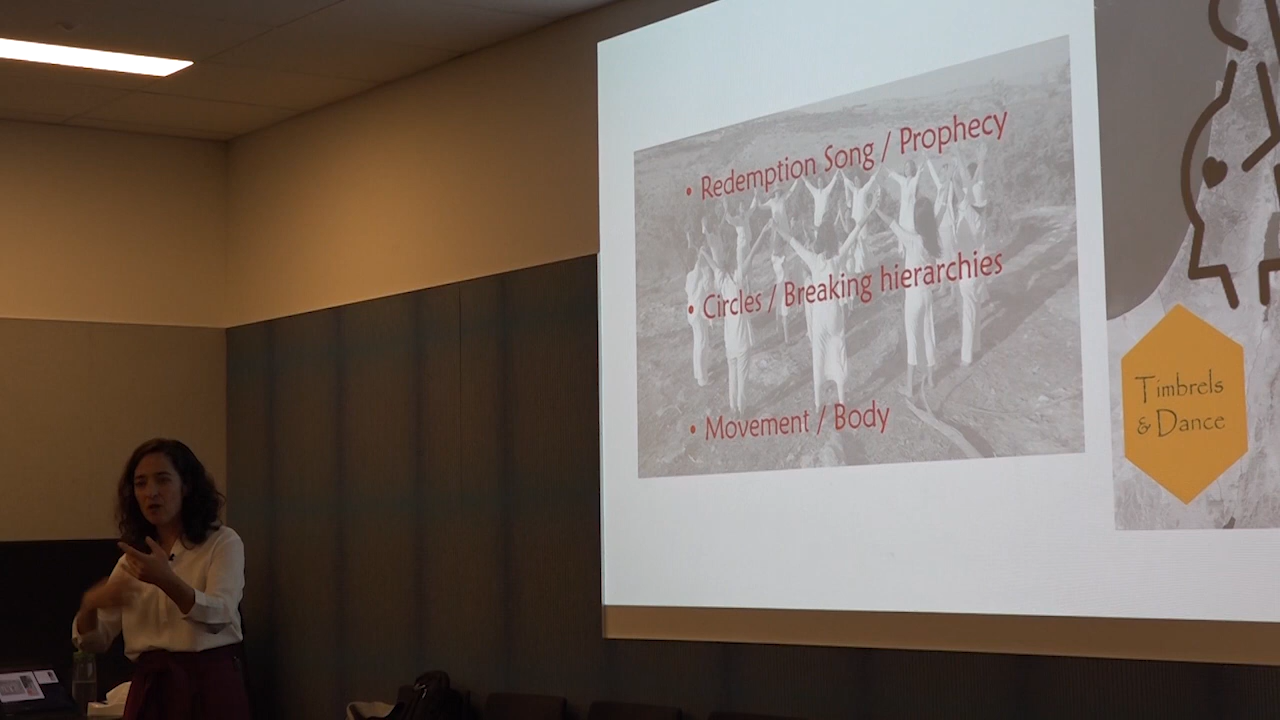 • Redemption Song / Prophecy
• Circles / Breaking hierarchies
• Movement / Body
Timbrels
& Dance